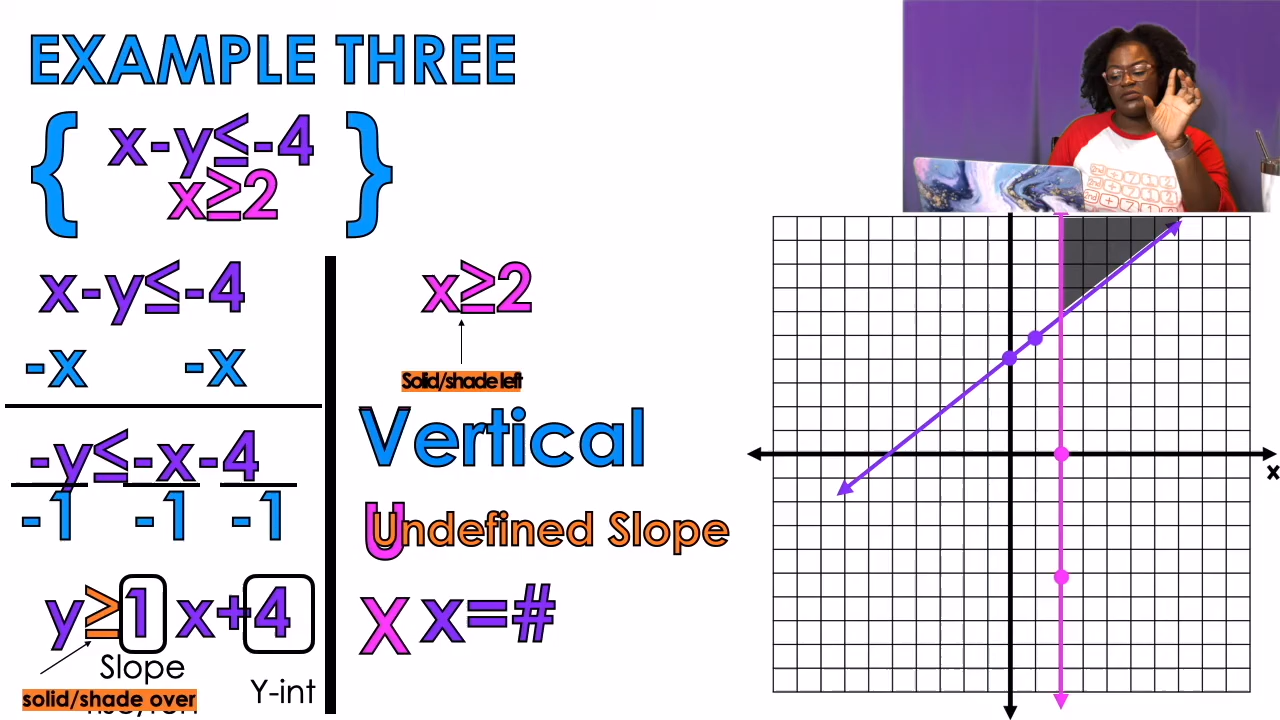 EXAMPLE THREE
{ x-y≤-4 }
x≥2
x-y≤-4
-x -x
-y≤-x-4
-1 -1 -1
y≥1x+4
Slope
solid/shade over
Y-int
x≥2
Solid/shade left
Vertical
Undefined Slope
X x=#
x